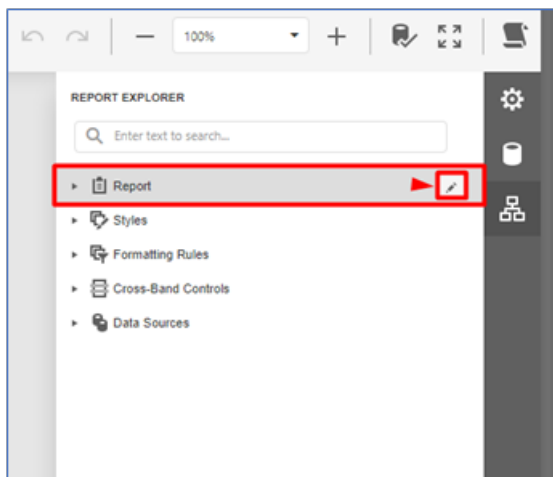 100%
REPORT EXPLORER
Enter text to search...
Report
Styles
Formatting Rules
Cross-Band Controls
Data Sources